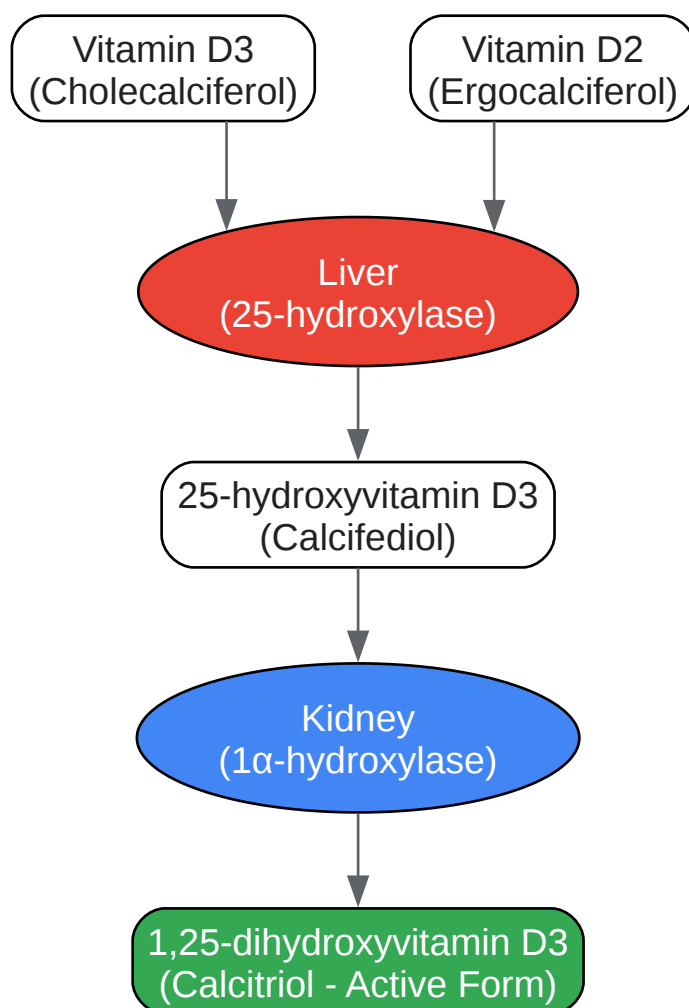 Vitamin D3
(Cholecalciferol)
Vitamin D2
(Ergocalciferol)
Liver
(25-hydroxylase)
25-hydroxyvitamin D3
(Calcifediol)
Kidney
(1α-hydroxylase)
1,25-dihydroxyvitamin D3
(Calcitriol - Active Form)